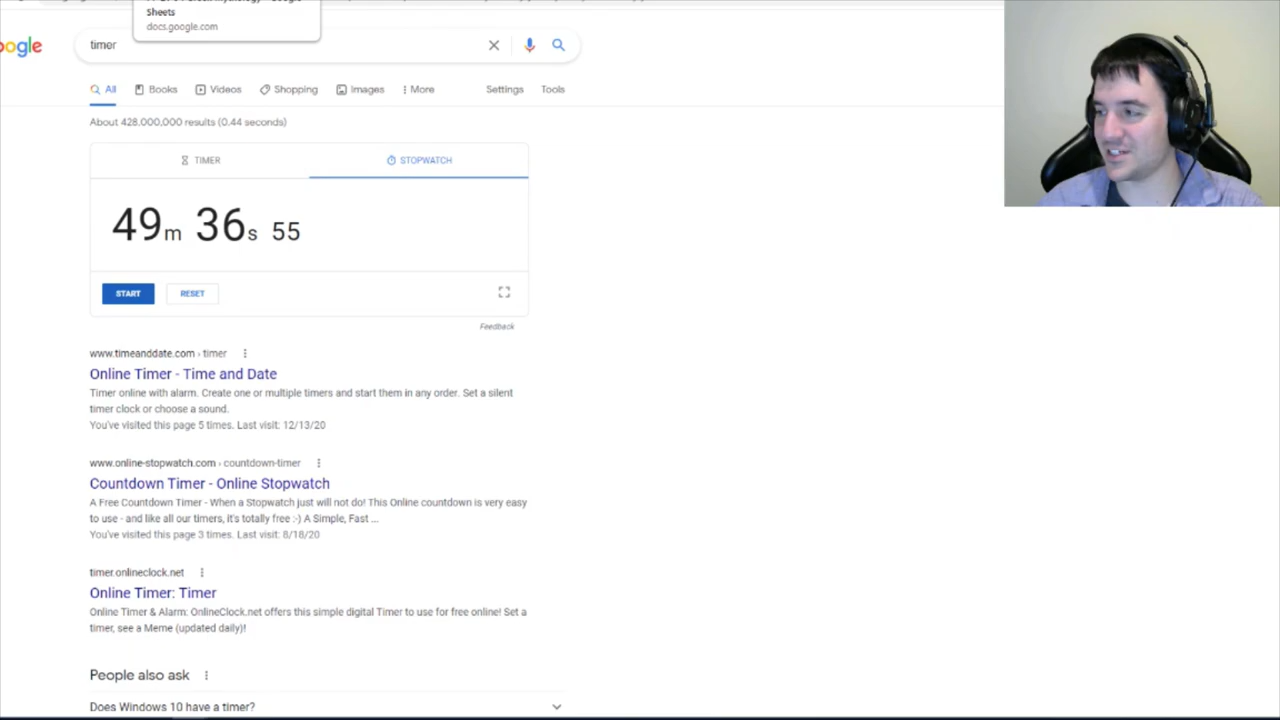 Sheets
docs.google.com
oogle
timer
All Books Videos Shopping Images More Settings Tools
About 428,000,000 results (0.44 seconds)
TIMER STOPWATCH
49m 36s 55
START RESET
Feedback
www.timeanddate.com › timer
Online Timer - Time and Date
Timer online with alarm. Create one or multiple timers and start them in any order. Set a silent
timer clock or choose a sound.
You've visited this page 5 times. Last visit: 12/13/20
www.online-stopwatch.com › countdown-timer
Countdown Timer - Online Stopwatch
A Free Countdown Timer - When a Stopwatch just will not do! This Online countdown is very easy
to use - and like all our timers, it's totally free :-) A Simple, Fast ...
You've visited this page 3 times. Last visit: 8/18/20
timer.onlineclock.net
Online Timer: Timer
Online Timer & Alarm: OnlineClock.net offers this simple digital Timer to use for free online! Set a
timer, see a Meme (updated daily)!
People also ask
Does Windows 10 have a timer?